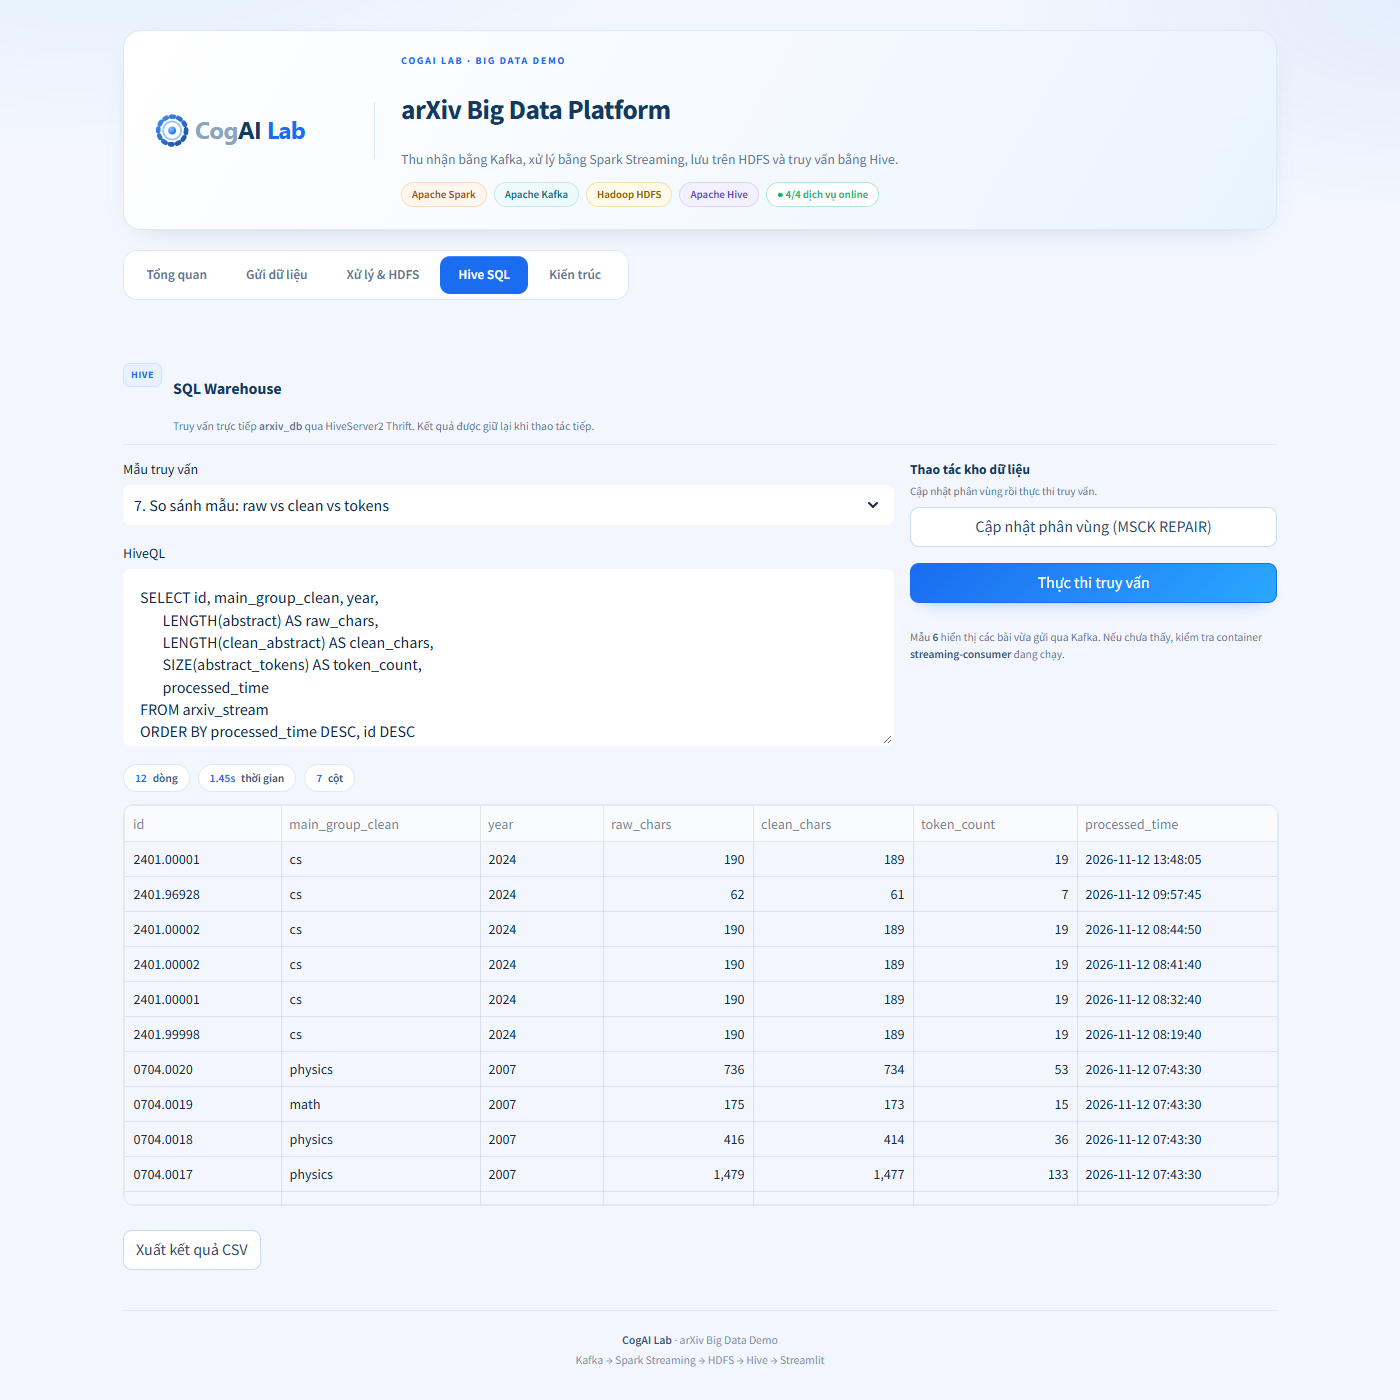 COGAI LAB · BIG DATA DEMO
CogAI Lab
arXiv Big Data Platform
Thu nhận bằng Kafka, xử lý bằng Spark Streaming, lưu trên HDFS và truy vấn bằng Hive.
Apache Spark Apache Kafka Hadoop HDFS Apache Hive ● 4/4 dịch vụ online
Tổng quan Gửi dữ liệu Xử lý & HDFS Hive SQL Kiến trúc
HIVE
SQL Warehouse
Truy vấn trực tiếp arxiv_db qua HiveServer2 Thrift. Kết quả được giữ lại khi thao tác tiếp.
Mẫu truy vấn
7. So sánh mẫu: raw vs clean vs tokens
HiveQL
SELECT id, main_group_clean, year,
LENGTH(abstract) AS raw_chars,
LENGTH(clean_abstract) AS clean_chars,
SIZE(abstract_tokens) AS token_count,
processed_time
FROM arxiv_stream
ORDER BY processed_time DESC, id DESC
Thao tác kho dữ liệu
Cập nhật phân vùng rồi thực thi truy vấn.
Cập nhật phân vùng (MSCK REPAIR)
Thực thi truy vấn
Mẫu 6 hiển thị các bài vừa gửi qua Kafka. Nếu chưa thấy, kiểm tra container
streaming-consumer đang chạy.
12 dòng 1.45s thời gian 7 cột
id main_group_clean year raw_chars clean_chars token_count processed_time
2401.00001 cs 2024 190 189 19 2026-11-12 13:48:05
2401.96928 cs 2024 62 61 7 2026-11-12 09:57:45
2401.00002 cs 2024 190 189 19 2026-11-12 08:44:50
2401.00002 cs 2024 190 189 19 2026-11-12 08:41:40
2401.00001 cs 2024 190 189 19 2026-11-12 08:32:40
2401.99998 cs 2024 190 189 19 2026-11-12 08:19:40
0704.0020 physics 2007 736 734 53 2026-11-12 07:43:30
0704.0019 math 2007 175 173 15 2026-11-12 07:43:30
0704.0018 physics 2007 416 414 36 2026-11-12 07:43:30
0704.0017 physics 2007 1,479 1,477 133 2026-11-12 07:43:30
Xuất kết quả CSV
CogAI Lab · arXiv Big Data Demo
Kafka → Spark Streaming → HDFS → Hive → Streamlit